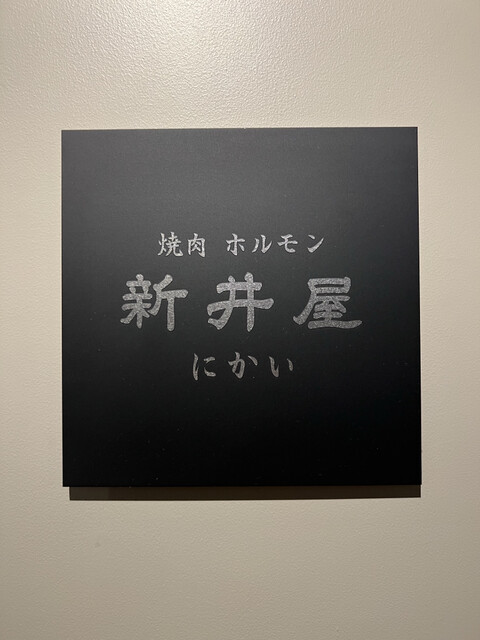 焼肉 ホルモン
新井屋
にかい